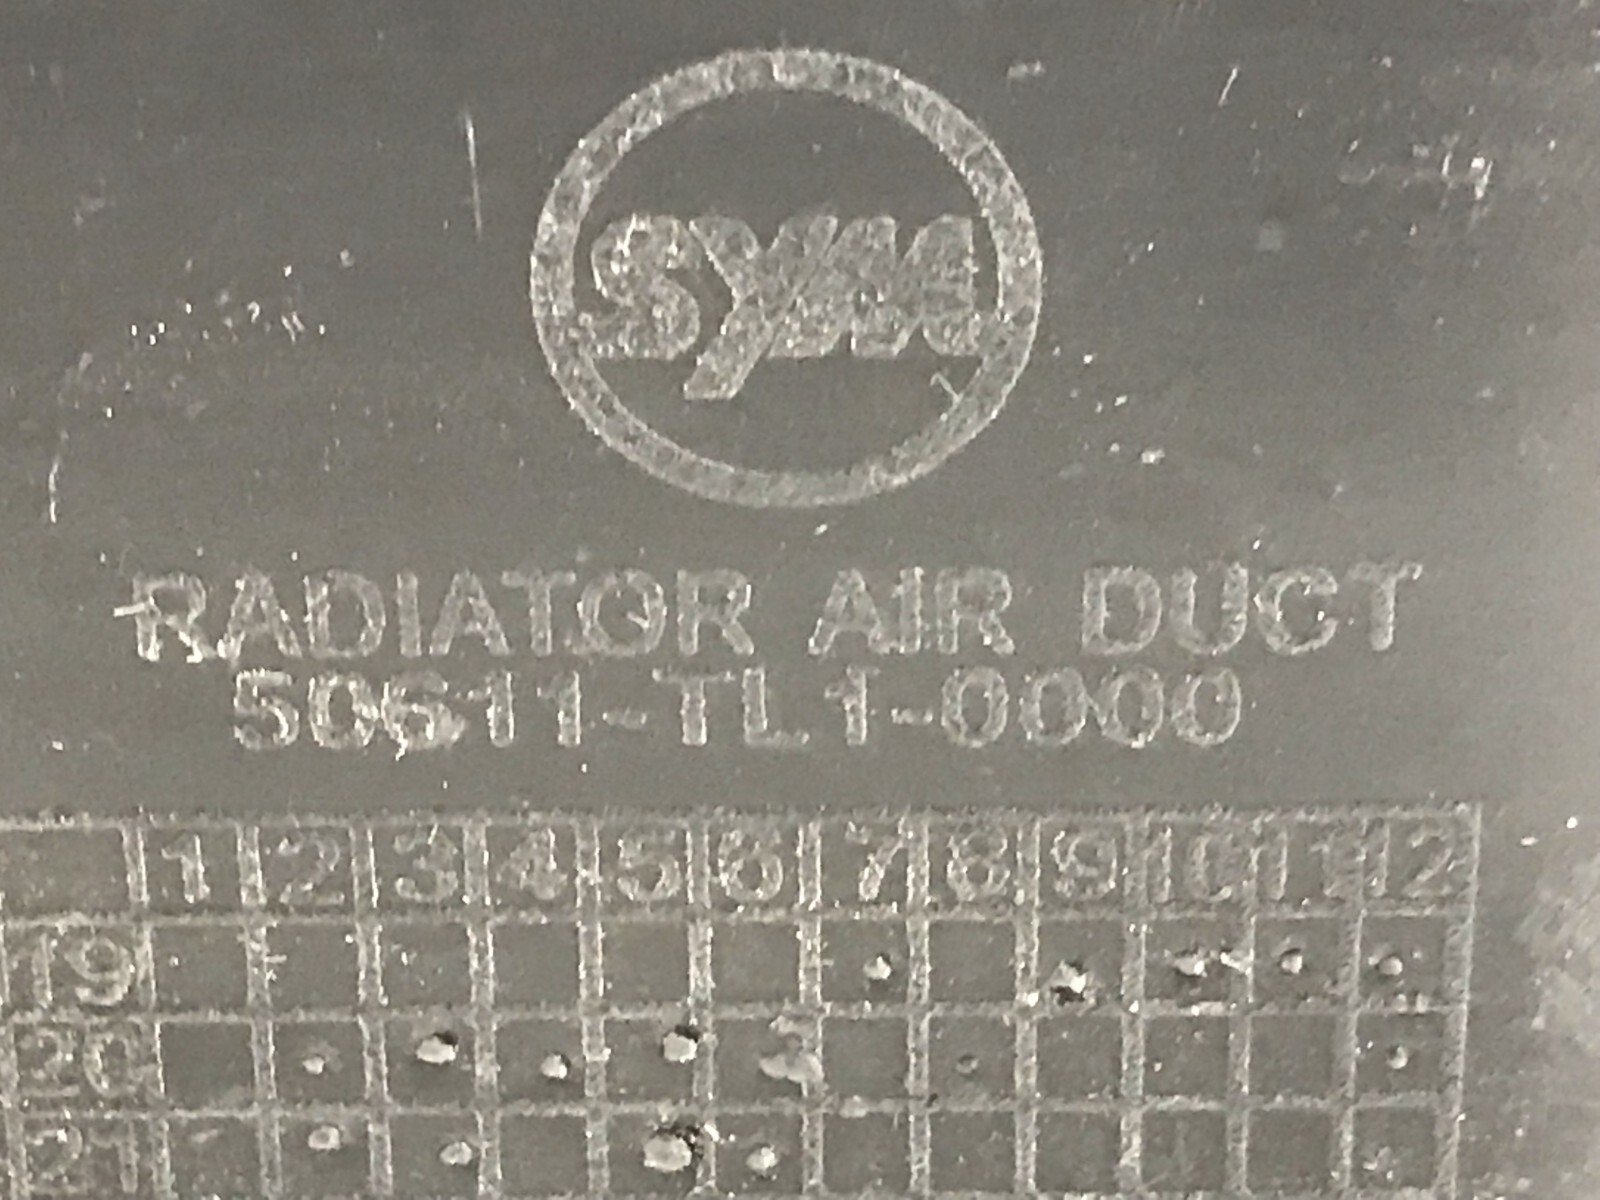 SYM
RADIATOR AIR DUCT
50611-TL1-0000
1 2 3 4 5 6 7 8 9 10 11 12
19
20
21